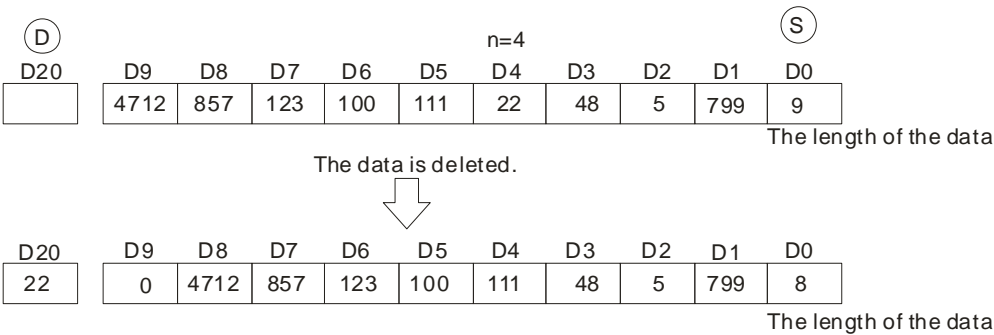 D n=4 S
D20 D9 D8 D7 D6 D5 D4 D3 D2 D1 D0
4712 857 123 100 111 22 48 5 799 9
The length of the data
The data is deleted.
D20 D9 D8 D7 D6 D5 D4 D3 D2 D1 D0
22 0 4712 857 123 100 111 48 5 799 8
The length of the data